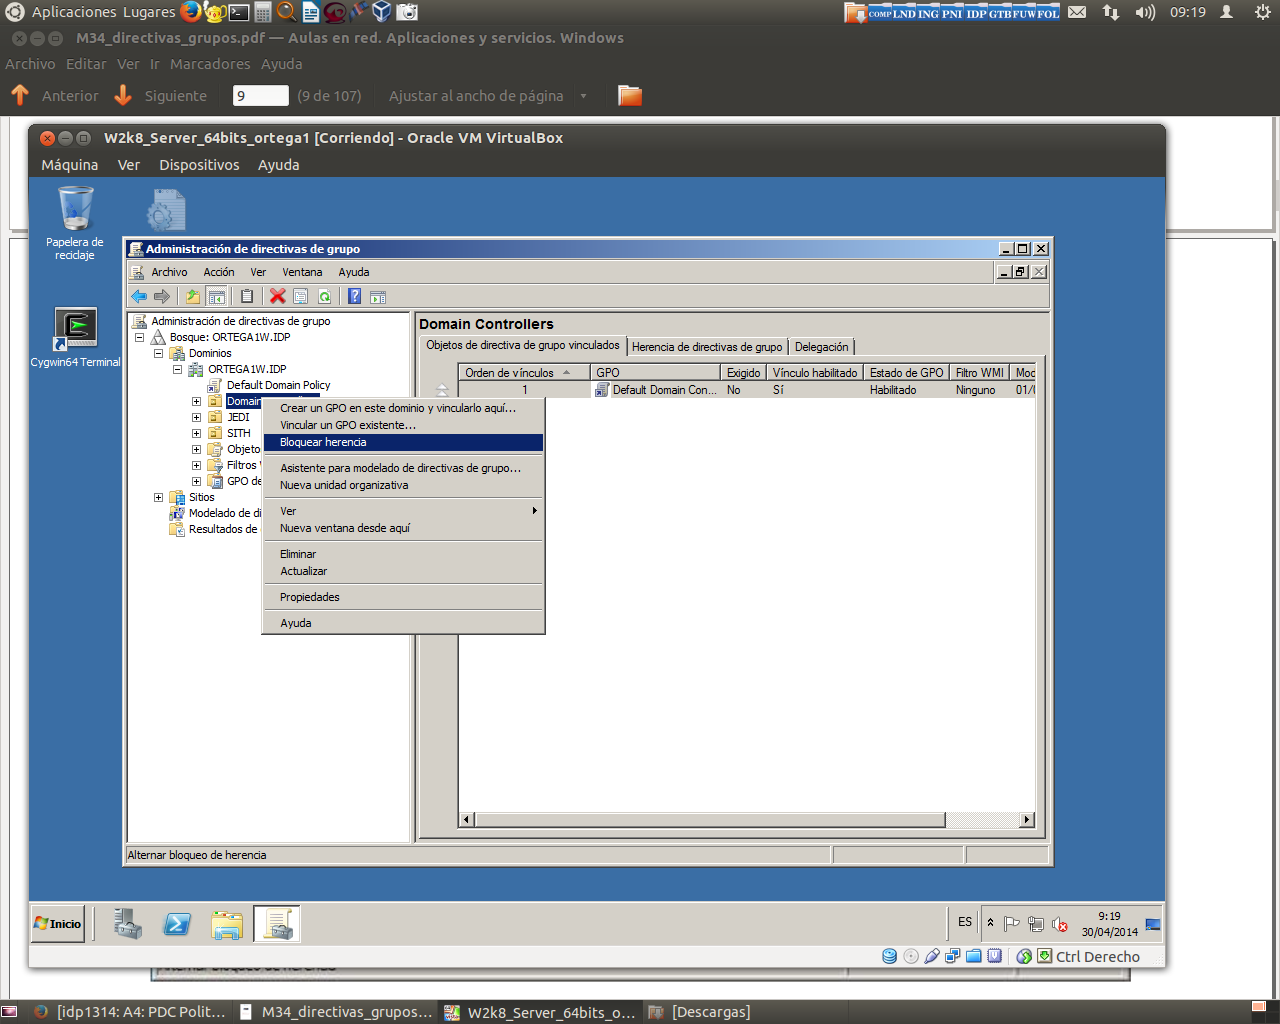 Aplicaciones Lugares
COMP LND ING PNI IDP GTB FUW FOL
09:19
M34_directivas_grupos.pdf — Aulas en red. Aplicaciones y servicios. Windows
Archivo Editar Ver Ir Marcadores Ayuda
Anterior Siguiente 9 (9 de 107) Ajustar al ancho de página
W2k8_Server_64bits_ortega1 [Corriendo] - Oracle VM VirtualBox
Máquina Ver Dispositivos Ayuda
Papelera de
reciclaje
Cygwin64 Terminal
Administración de directivas de grupo
Archivo Acción Ver Ventana Ayuda
Administración de directivas de grupo
Bosque: ORTEGA1W.IDP
Dominios
ORTEGA1W.IDP
Default Domain Policy
Domain
JEDI
SITH
Objeto
Filtros
GPO de
Sitios
Modelado de di
Resultados de
Domain Controllers
Objetos de directiva de grupo vinculados Herencia de directivas de grupo Delegación
Orden de vínculos GPO Exigido Vínculo habilitado Estado de GPO Filtro WMI Mod
1 Default Domain Con... No Sí Habilitado Ninguno 01/
Crear un GPO en este dominio y vincularlo aquí...
Vincular un GPO existente...
Bloquear herencia
Asistente para modelado de directivas de grupo...
Nueva unidad organizativa
Ver
Nueva ventana desde aquí
Eliminar
Actualizar
Propiedades
Ayuda
Alternar bloqueo de herencia
Inicio
ES
9:19
30/04/2014
Ctrl Derecho
Alternar bloqueo de herencia
[idp1314: A4: PDC Polit... M34_directivas_grupos... W2k8_Server_64bits_o... [Descargas]